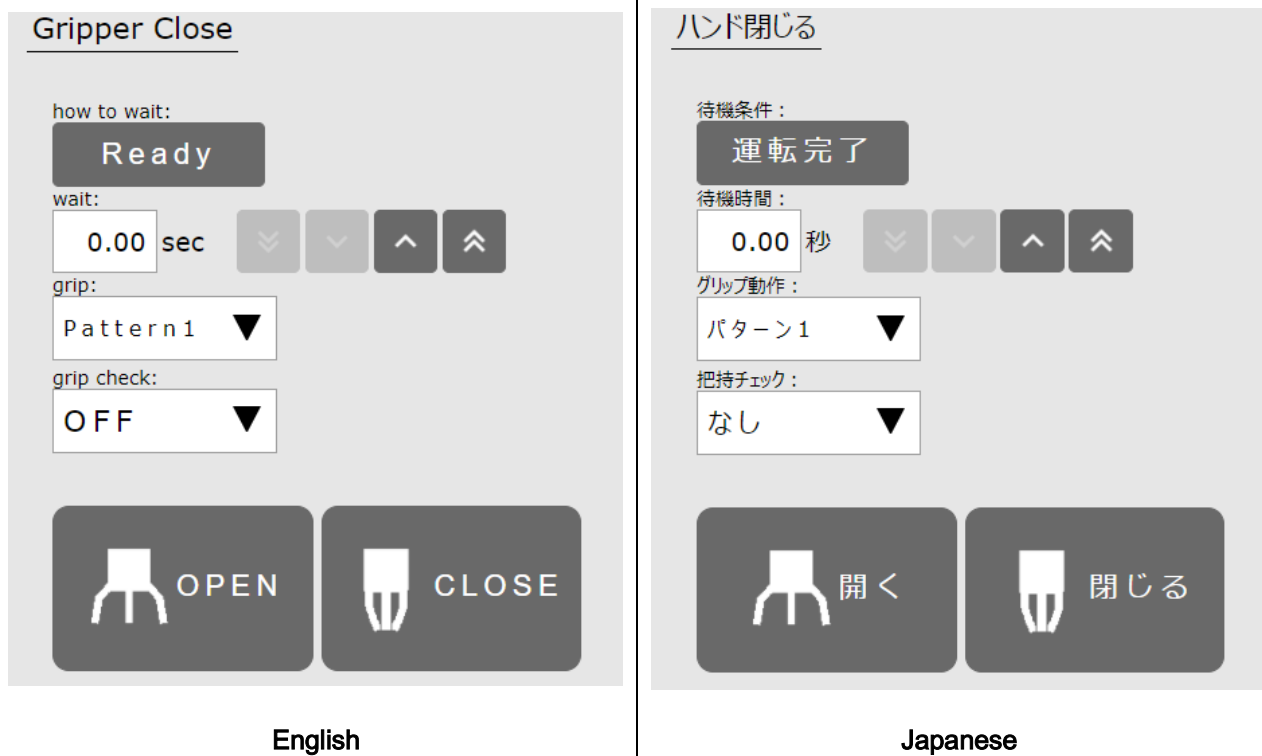 Gripper Close
how to wait:
Ready
wait:
0.00 sec
grip:
Pattern1
grip check:
OFF
OPEN
CLOSE
English
ハンド閉じる
待機条件：
運転完了
待機時間：
0.00 秒
グリップ動作：
パターン1
把持チェック：
なし
開く
閉じる
Japanese